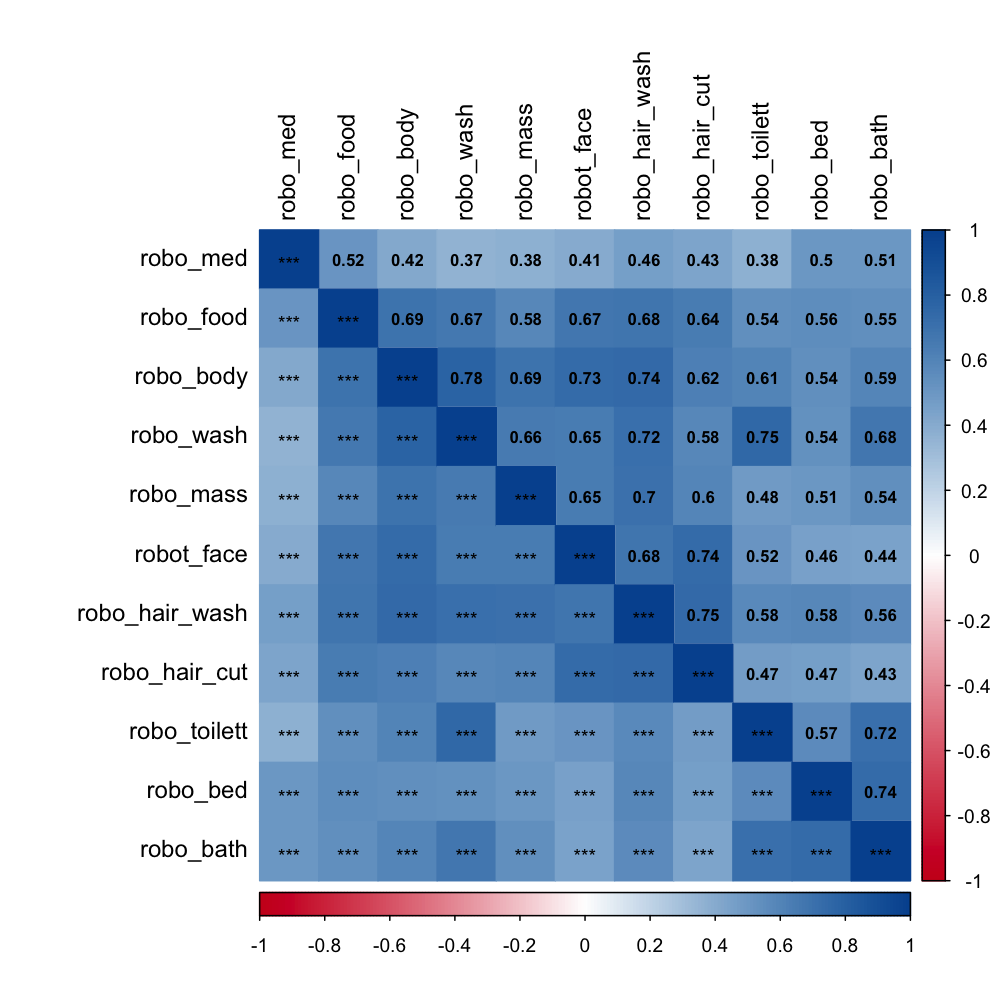 robo_med robo_food robo_body robo_wash robo_mass robot_face robo_hair_wash robo_hair_cut robo_toilett robo_bed robo_bath
robo_med *** 0.52 0.42 0.37 0.38 0.41 0.46 0.43 0.38 0.5 0.51
robo_food *** *** 0.69 0.67 0.58 0.67 0.68 0.64 0.54 0.56 0.55
robo_body *** *** *** 0.78 0.69 0.73 0.74 0.62 0.61 0.54 0.59
robo_wash *** *** *** *** 0.66 0.65 0.72 0.58 0.75 0.54 0.68
robo_mass *** *** *** *** *** 0.65 0.7 0.6 0.48 0.51 0.54
robot_face *** *** *** *** *** *** 0.68 0.74 0.52 0.46 0.44
robo_hair_wash *** *** *** *** *** *** *** 0.75 0.58 0.58 0.56
robo_hair_cut *** *** *** *** *** *** *** *** 0.47 0.47 0.43
robo_toilett *** *** *** *** *** *** *** *** *** 0.57 0.72
robo_bed *** *** *** *** *** *** *** *** *** *** 0.74
robo_bath *** *** *** *** *** *** *** *** *** *** ***
1
0.8
0.6
0.4
0.2
0
-0.2
-0.4
-0.6
-0.8
-1
-1 -0.8 -0.6 -0.4 -0.2 0 0.2 0.4 0.6 0.8 1